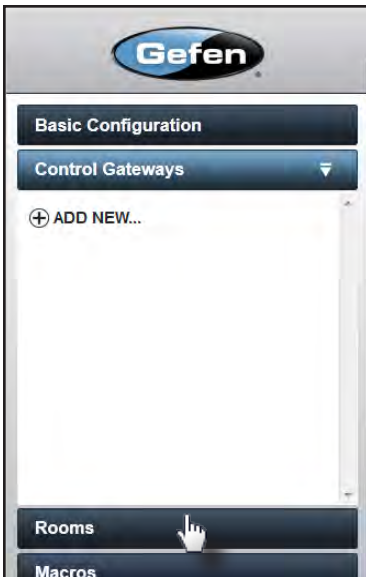 Gefen
Basic Configuration
Control Gateways
ADD NEW...
Rooms
Macros